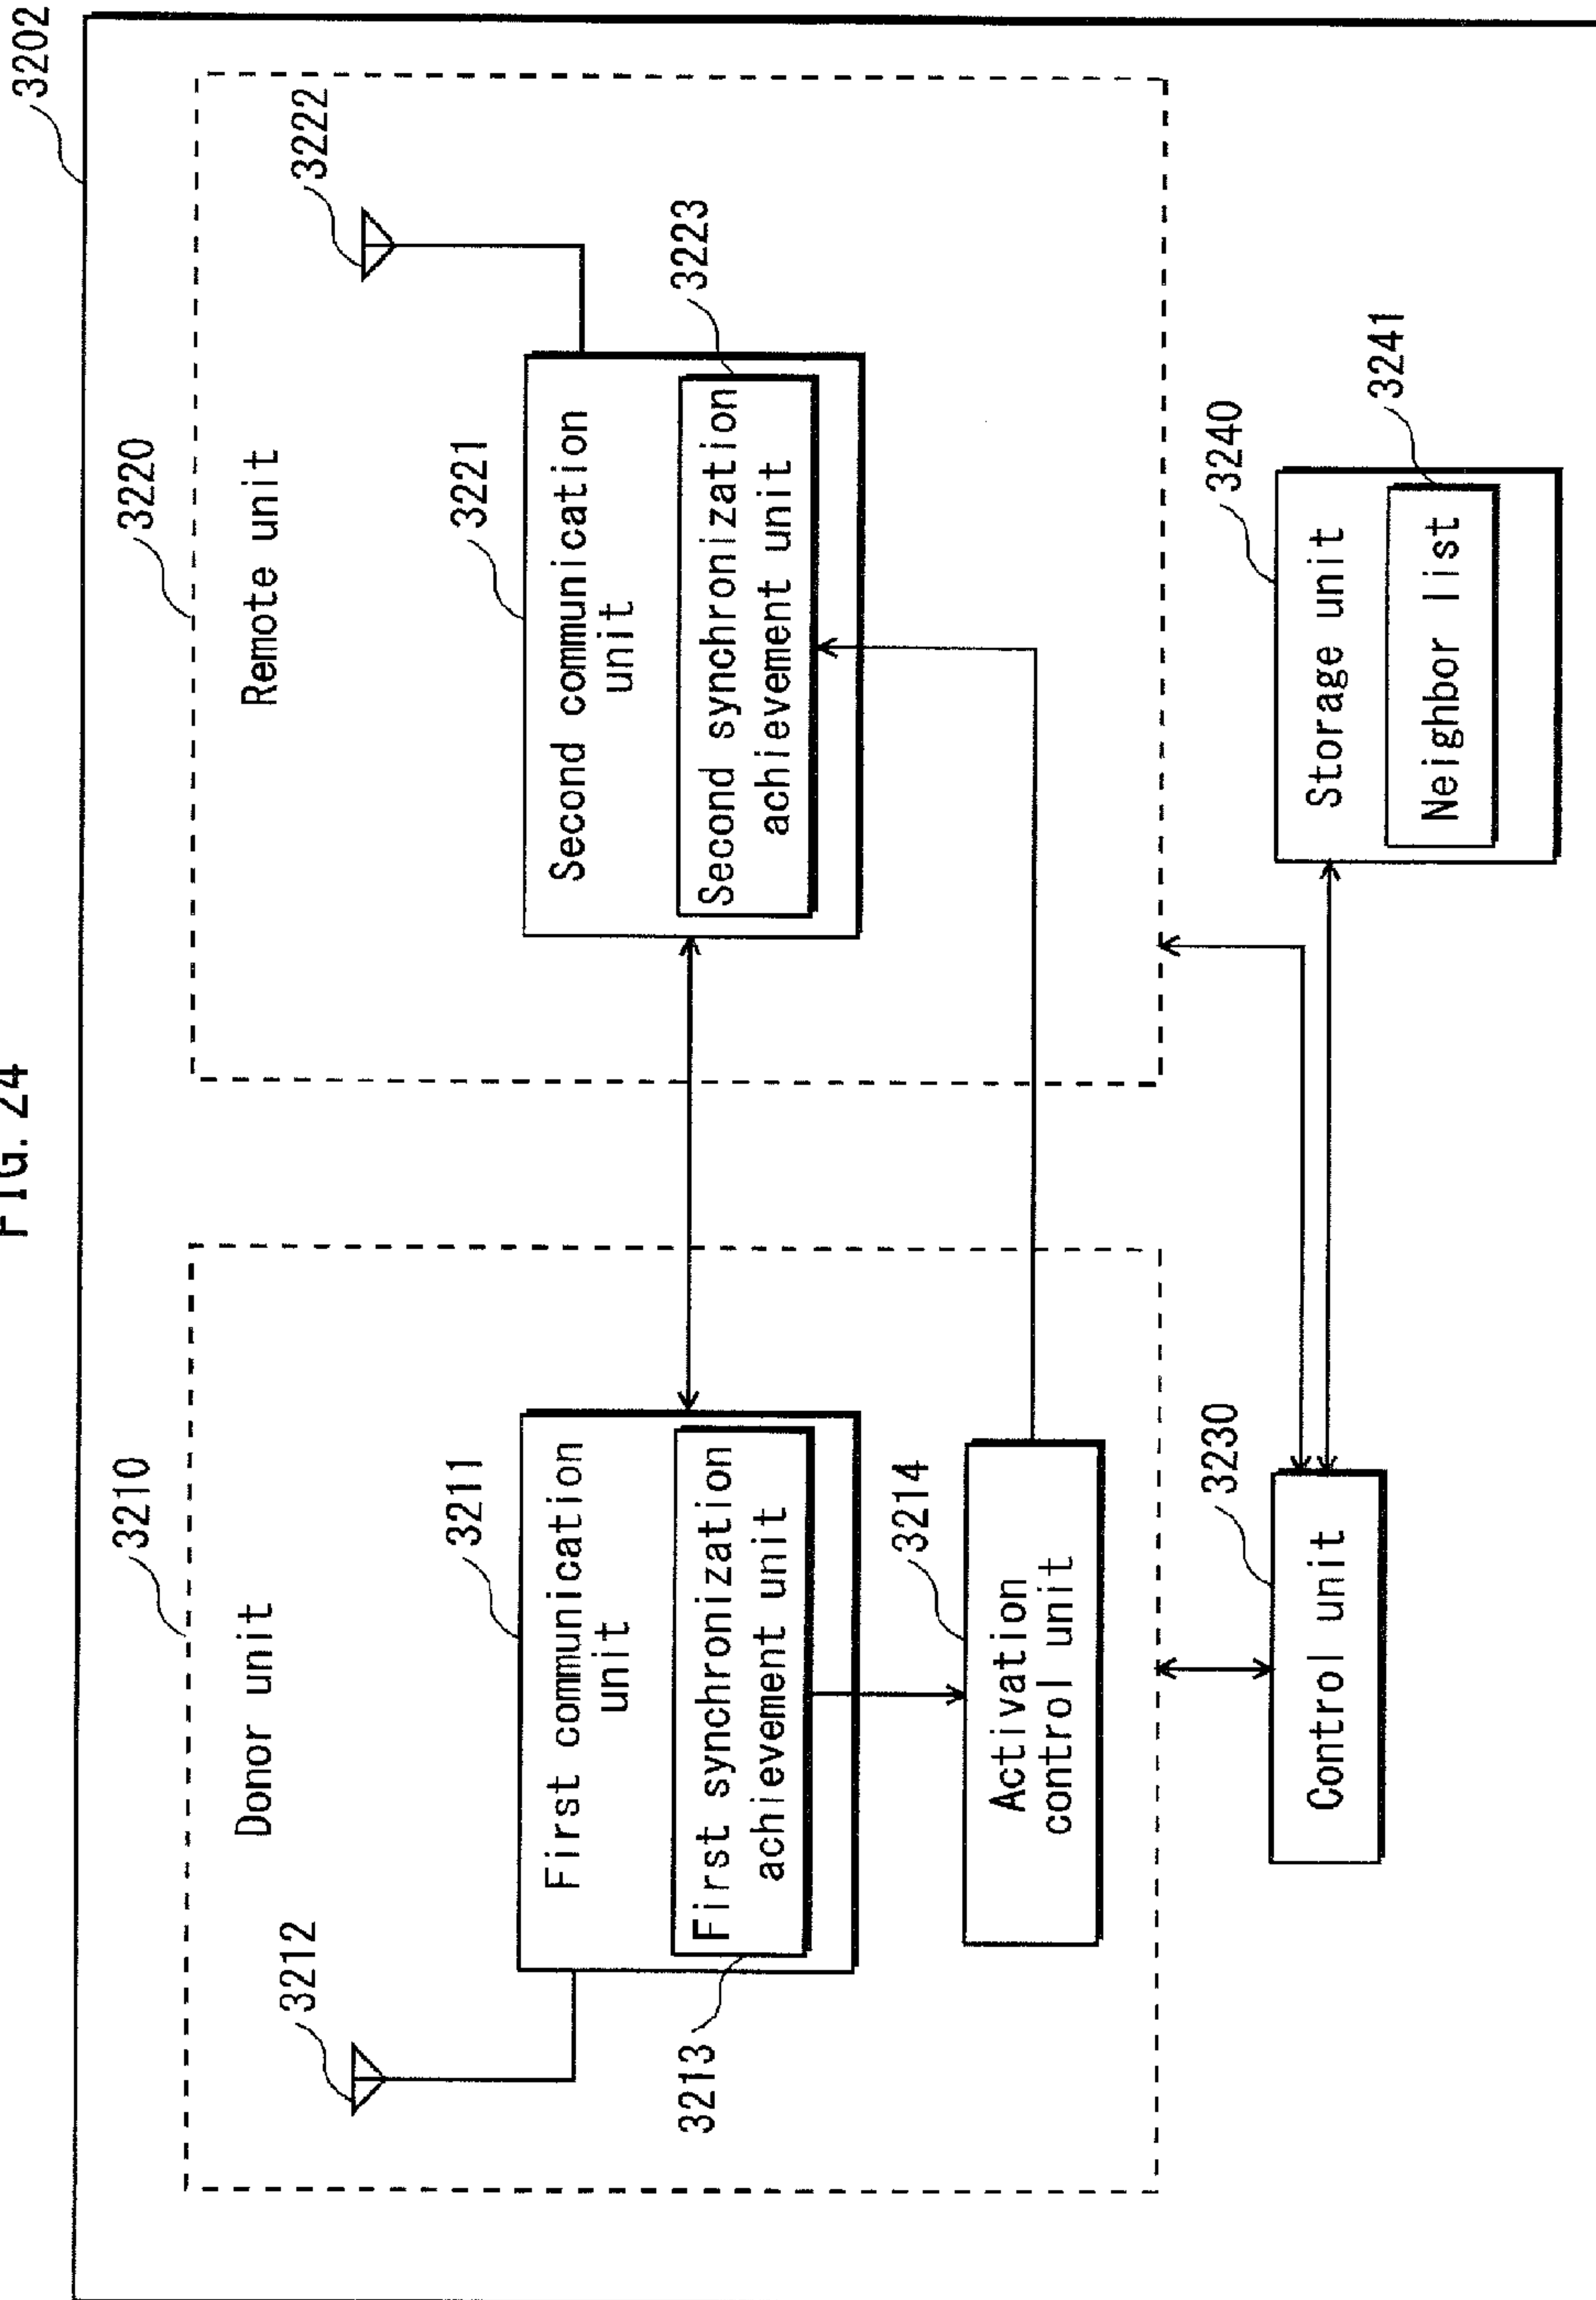 FIG. 24
3202
3210
Donor unit
3212
3211
First communication
unit
First synchronization
achievement unit
3213
3214
Activation
control unit
3220
Remote unit
3222
3221
Second communication
unit
3223
Second synchronization
achievement unit
3230
Control unit
3240
Storage unit
3241
Neighbor list